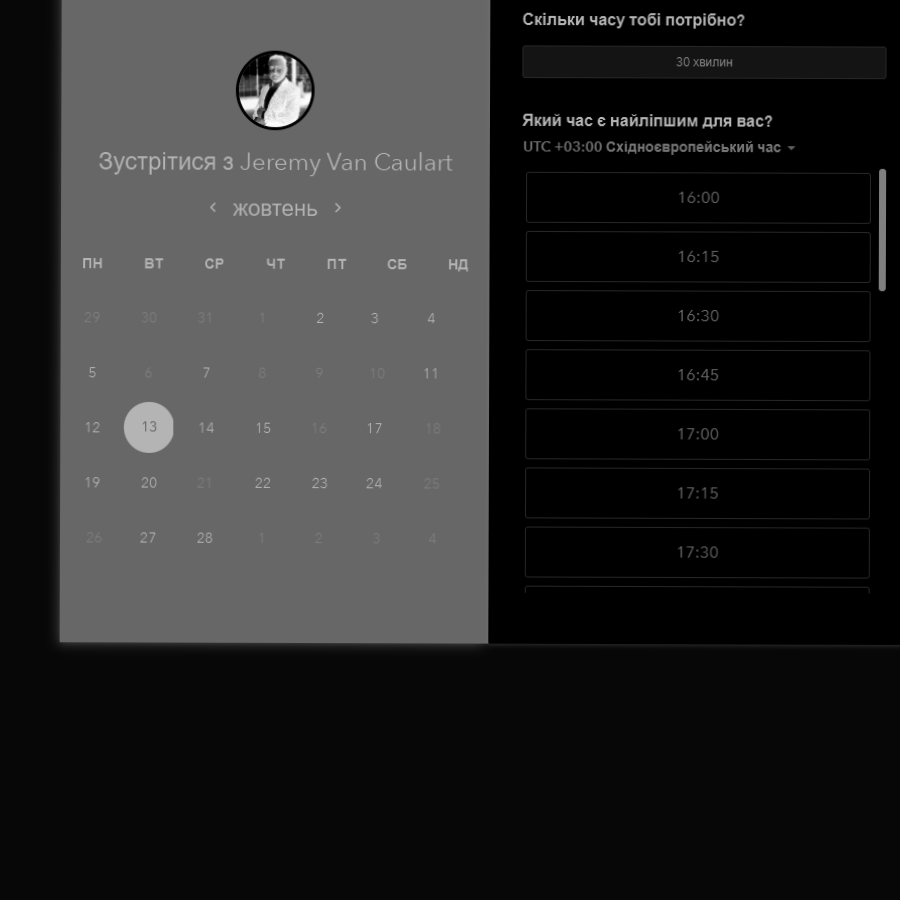 Зустрітися з Jeremy Van Caulart
жовтень
ПН ВТ СР ЧТ ПТ СБ НД
29 30 31 1 2 3 4
5 6 7 8 9 10 11
12 13 14 15 16 17 18
19 20 21 22 23 24 25
26 27 28 1 2 3 4
Скільки часу тобі потрібно?
30 хвилин
Який час є найліпшим для вас?
UTC +03:00 Східноєвропейський час
16:00
16:15
16:30
16:45
17:00
17:15
17:30